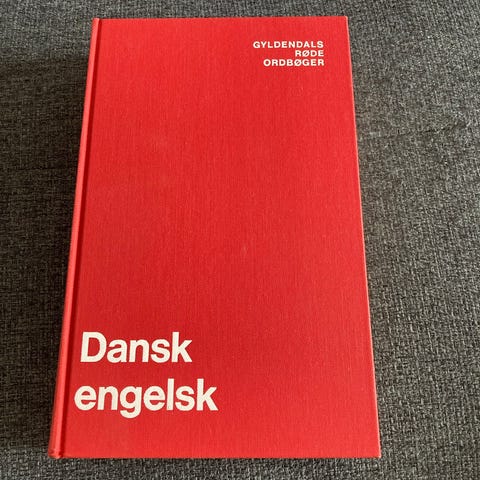 GYLDENDALS
RØDE
ORDBØGER
Dansk
engelsk